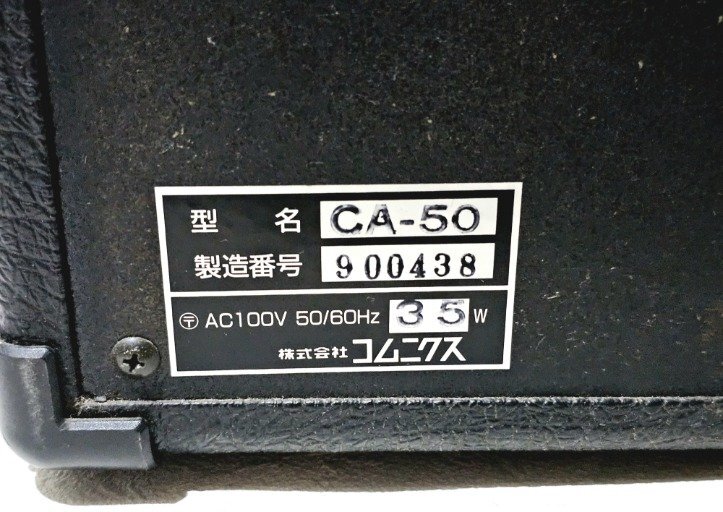 型名 CA-50
製造番号 900438
〶 AC100V 50/60Hz 35 W
株式会社 コムニクス